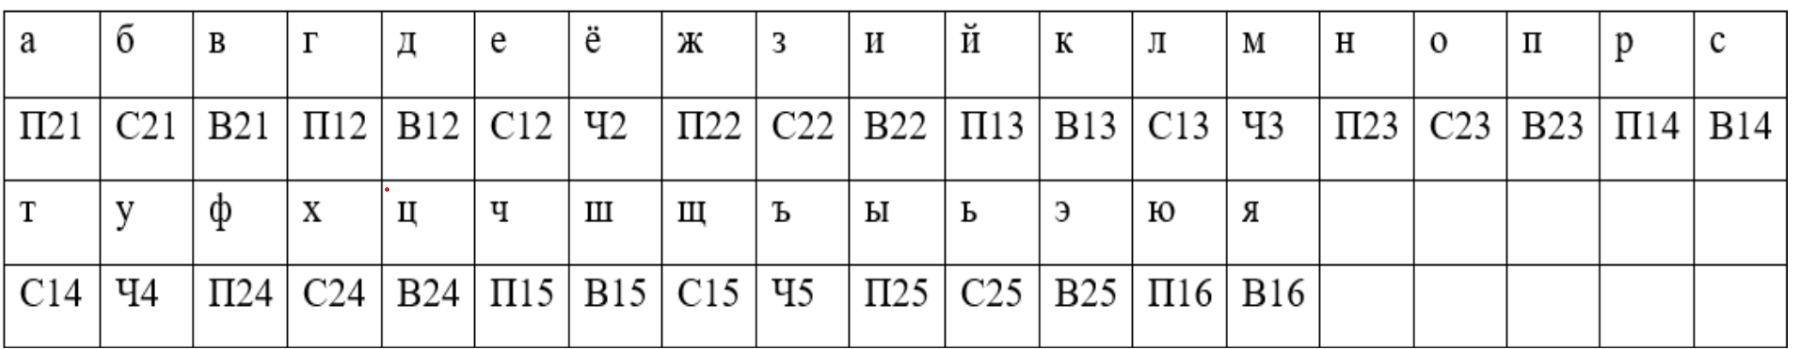 а б в г д е ё ж з и й к л м н о п р с
П21 С21 В21 П12 В12 С12 Ч2 П22 С22 В22 П13 В13 С13 Ч3 П23 С23 В23 П14 В14
т у ф х ц ч ш щ ъ ы ь э ю я
С14 Ч4 П24 С24 В24 П15 В15 С15 Ч5 П25 С25 В25 П16 В16